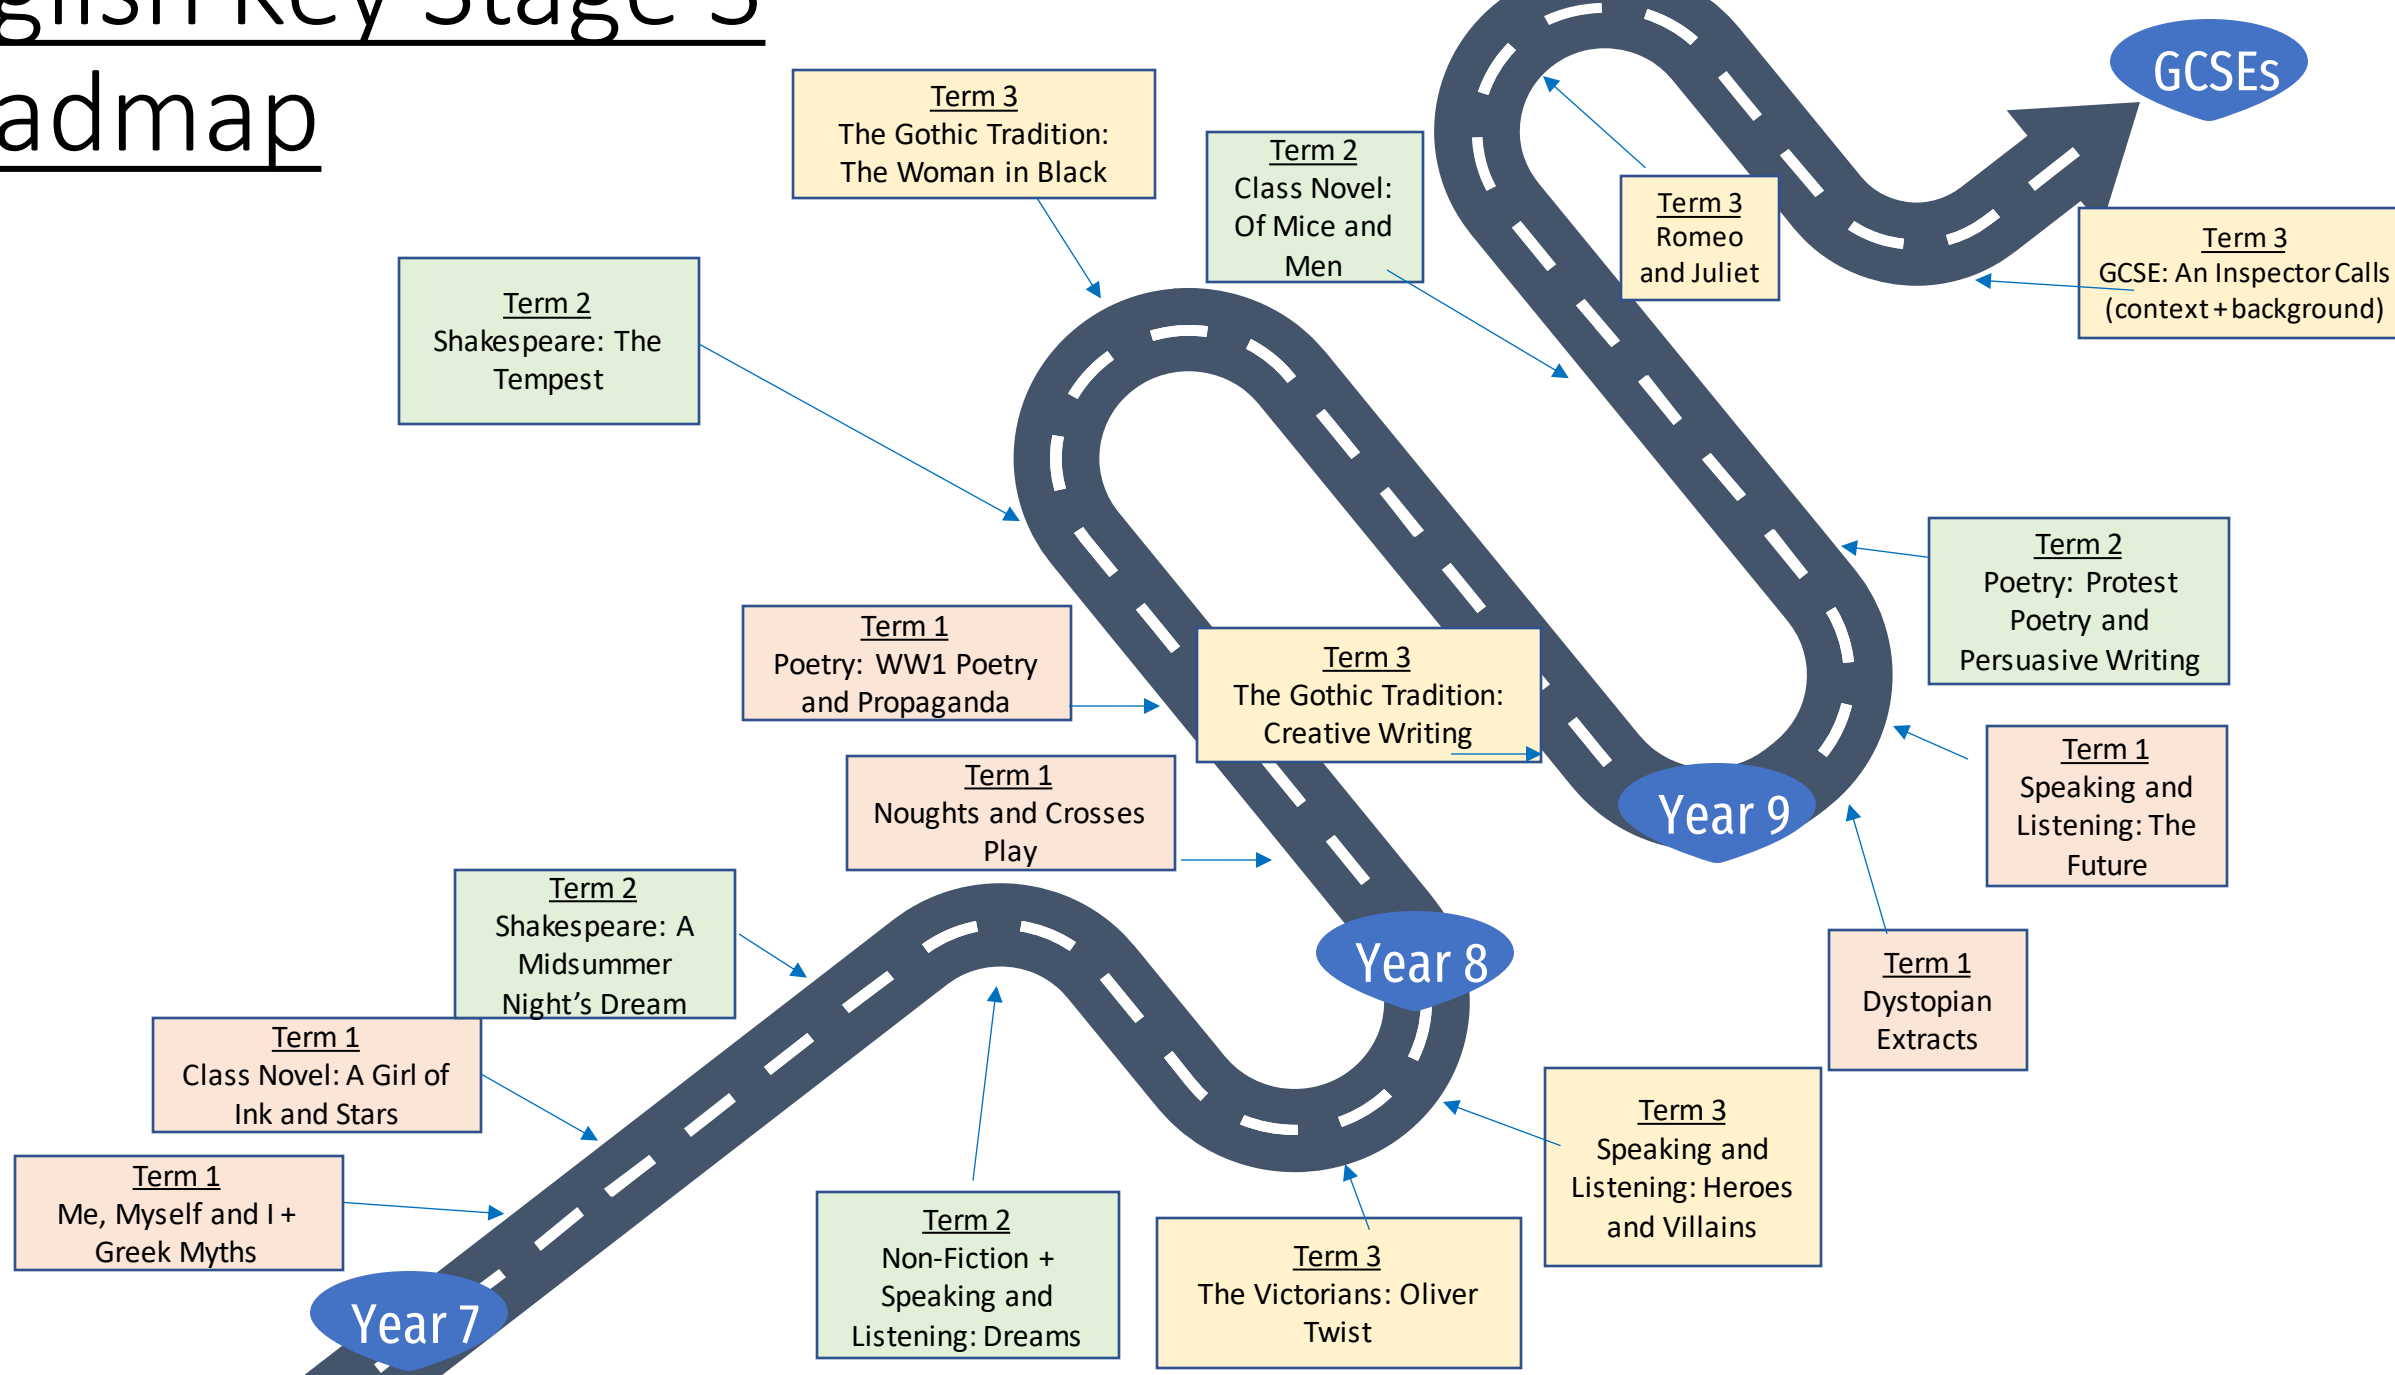 glish Key Stage 3
admap
GCSEs
Term 3
The Gothic Tradition:
The Woman in Black
Term 2
Class Novel:
Of Mice and
Men
Term 3
Romeo
and Juliet
Term 3
GCSE: An Inspector Calls
(context + background)
Term 2
Shakespeare: The
Tempest
Term 2
Poetry: Protest
Poetry and
Persuasive Writing
Term 1
Poetry: WW1 Poetry
and Propaganda
Term 3
The Gothic Tradition:
Creative Writing
Term 1
Speaking and
Listening: The
Future
Term 1
Noughts and Crosses
Play
Year 9
Term 2
Shakespeare: A
Midsummer
Night's Dream
Year 8
Term 1
Dystopian
Extracts
Term 1
Class Novel: A Girl of
Ink and Stars
Term 3
Speaking and
Listening: Heroes
and Villains
Term 1
Me, Myself and I +
Greek Myths
Term 2
Non-Fiction +
Speaking and
Listening: Dreams
Term 3
The Victorians: Oliver
Twist
Year 7